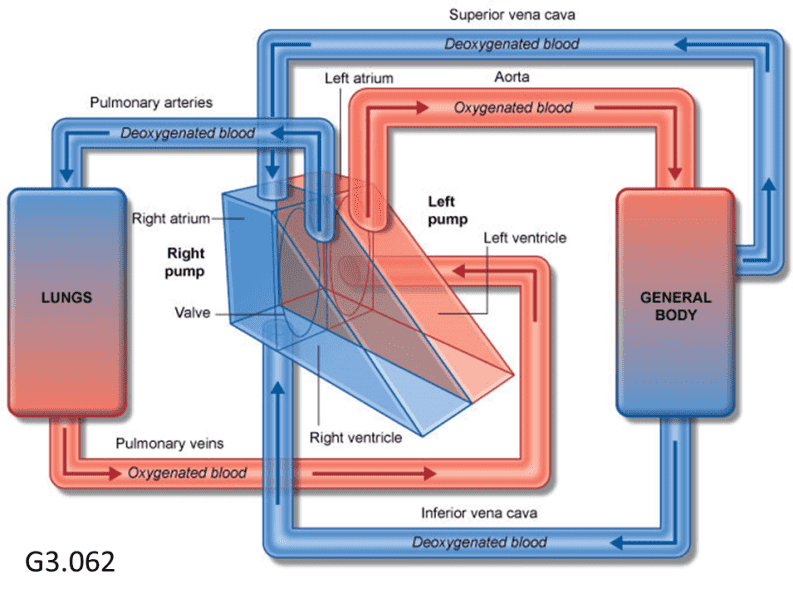 Superior vena cava
Deoxygenated blood
Left atrium
Aorta
Pulmonary arteries
Oxygenated blood
Deoxygenated blood
Right atrium
Left
pump
Right
pump
Left ventricle
LUNGS
GENERAL
BODY
Valve
Right ventricle
Pulmonary veins
Oxygenated blood
Inferior vena cava
Deoxygenated blood
G3.062